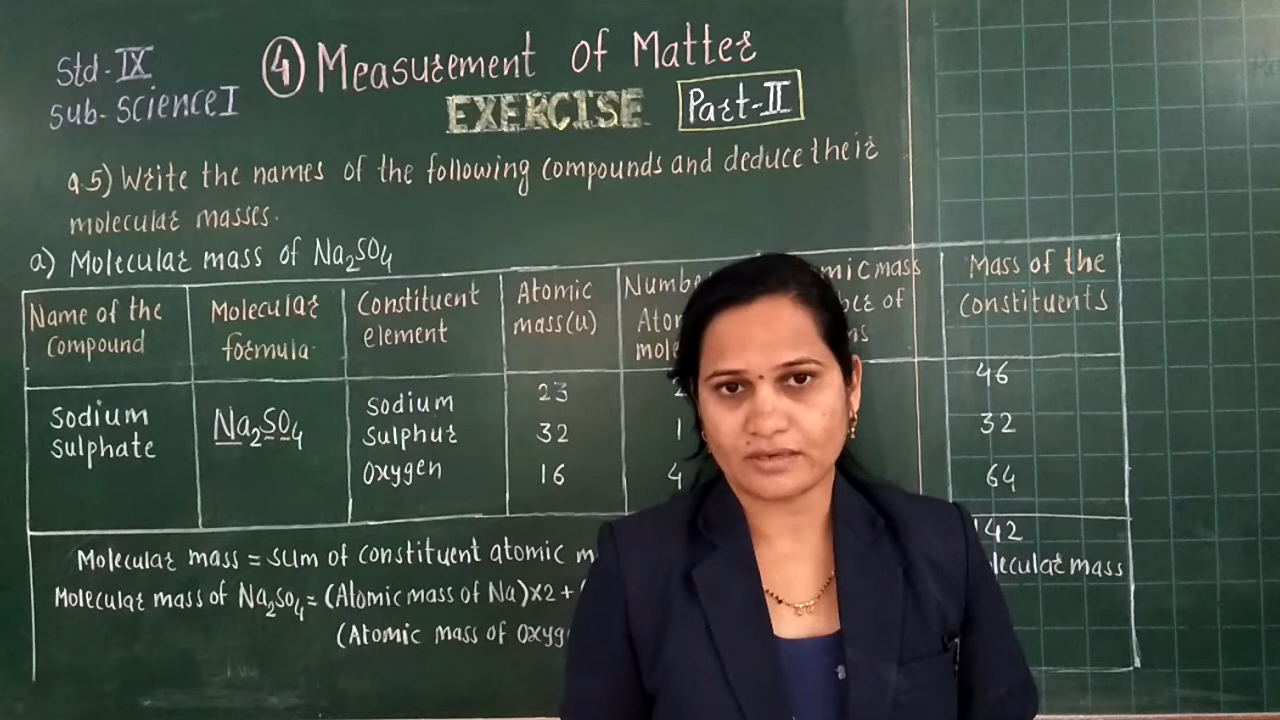 Std-IX
Sub-Science I
④ Measurement of Matter
EXERCISE
Part-II
Q.5) Write the names of the following compounds and deduce their
molecular masses.
a) Molecular mass of Na₂SO₄
Name of the
compound
Molecular
formula
Constituent
element
Atomic
mass(u)
Mass of the
constituents
Sodium
Sulphate
Na₂SO₄
Sodium
Sulphur
Oxygen
23
32
16
1
4
46
32
64
142
Molecular mass = sum of constituent atomic
mass
Molecular mass of Na₂SO₄ = (Atomic mass of Na)×2 +
(Atomic mass of